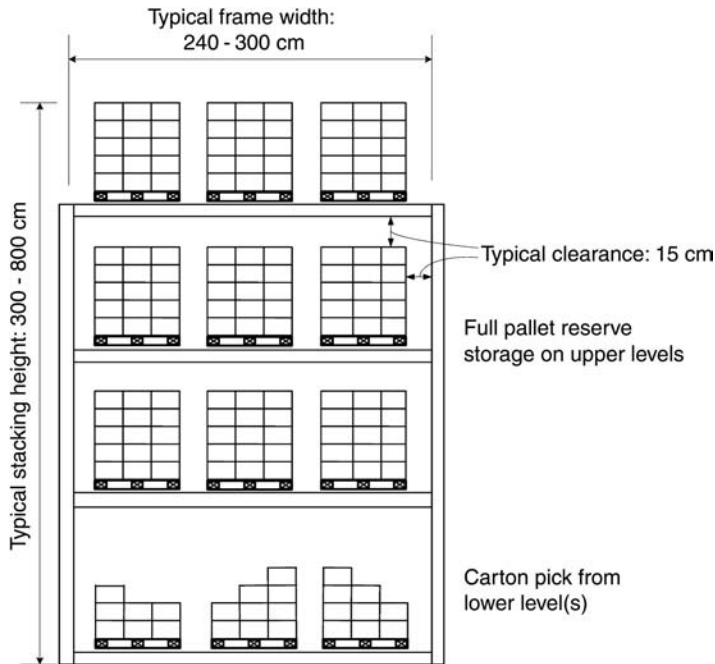 Typical frame width:
240 - 300 cm
Typical stacking height: 300 - 800 cm
Typical clearance: 15 cm
Full pallet reserve
storage on upper levels
Carton pick from
lower level(s)